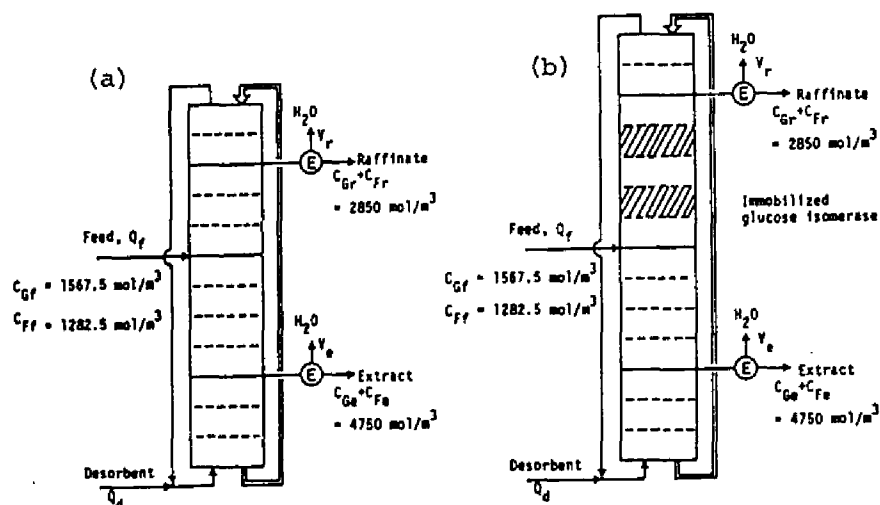 (a)
H₂O
V_r
E
Raffinate
C_Gr+C_Fr
= 2850 mol/m³
Feed, Q_f
C_Gf = 1567.5 mol/m³
C_Ff = 1282.5 mol/m³
H₂O
V_e
E
Extract
C_Ge+C_Fe
= 4750 mol/m³
Desorbent
Q_d
(b)
H₂O
V_r
E
Raffinate
C_Gr+C_Fr
= 2850 mol/m³
Immobilized
glucose isomerase
Feed, Q_f
C_Gf = 1567.5 mol/m³
C_Ff = 1282.5 mol/m³
H₂O
V_e
E
Extract
C_Ge+C_Fe
= 4750 mol/m³
Desorbent
Q_d